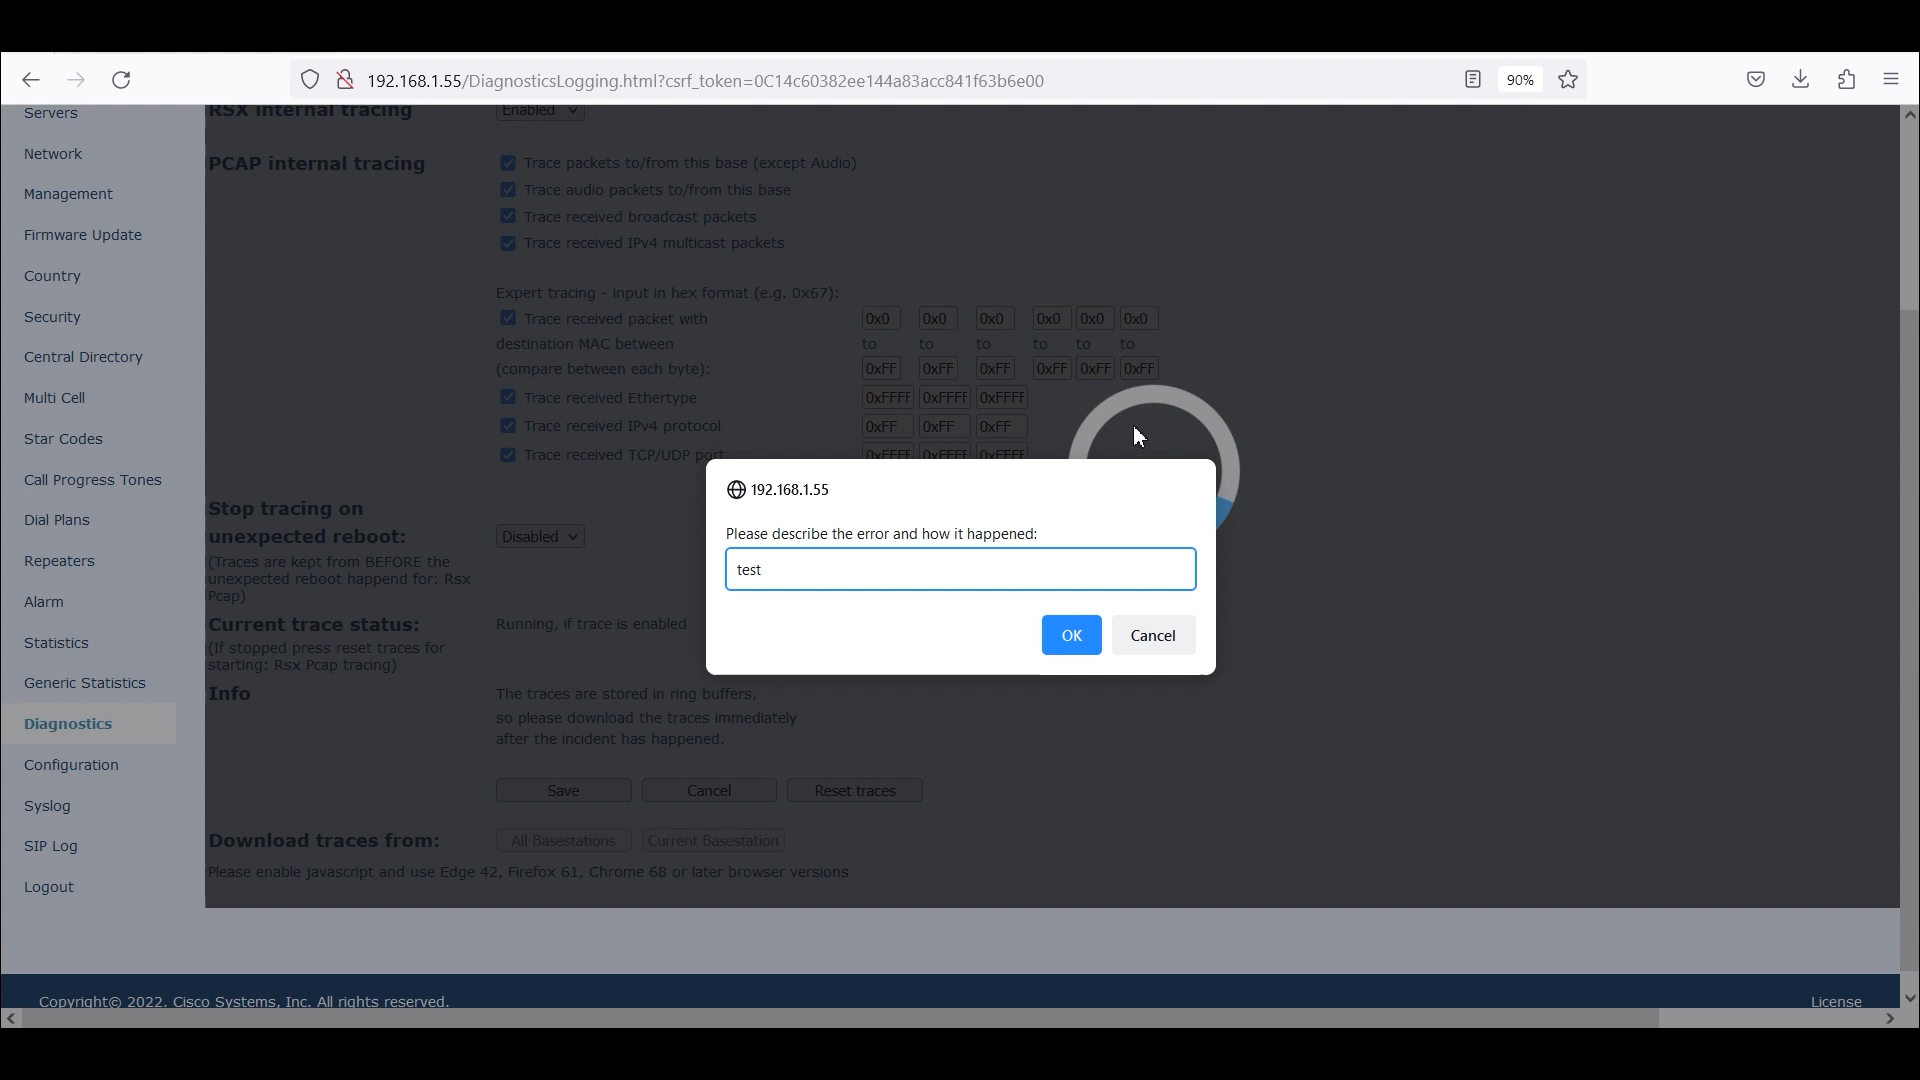 192.168.1.55/DiagnosticsLogging.html?csrf_token=0C14c60382ee144a83acc841f63b6e00
90%
Servers
Network
Management
Firmware Update
Country
Security
Central Directory
Multi Cell
Star Codes
Call Progress Tones
Dial Plans
Repeaters
Alarm
Statistics
Generic Statistics
Diagnostics
Configuration
Syslog
SIP Log
Logout
RSX internal tracing
Enabled
PCAP internal tracing
Trace packets to/from this base (except Audio)
Trace audio packets to/from this base
Trace received broadcast packets
Trace received IPv4 multicast packets
Expert tracing - input in hex format (e.g. 0x67):
Trace received packet with 0x0 0x0 0x0 0x0 0x0 0x0
destination MAC between to to to to to to
(compare between each byte): 0xFF 0xFF 0xFF 0xFF 0xFF 0xFF
Trace received Ethertype 0xFFFF 0xFFFF 0xFFFF
Trace received IPv4 protocol 0xFF 0xFF 0xFF
Trace received TCP/UDP port 0xFFFF 0xFFFF 0xFFFF
192.168.1.55
Please describe the error and how it happened:
test
OK Cancel
Stop tracing on
unexpected reboot: Disabled
(Traces are kept from BEFORE the
unexpected reboot happend for: Rsx
Pcap)
Current trace status: Running, if trace is enabled
(If stopped press reset traces for
starting: Rsx Pcap tracing)
Info
The traces are stored in ring buffers,
so please download the traces immediately
after the incident has happened.
Save Cancel Reset traces
Download traces from: All Basestations Current Basestation
Please enable javascript and use Edge 42, Firefox 61, Chrome 68 or later browser versions
Copyright© 2022. Cisco Systems, Inc. All rights reserved.
License